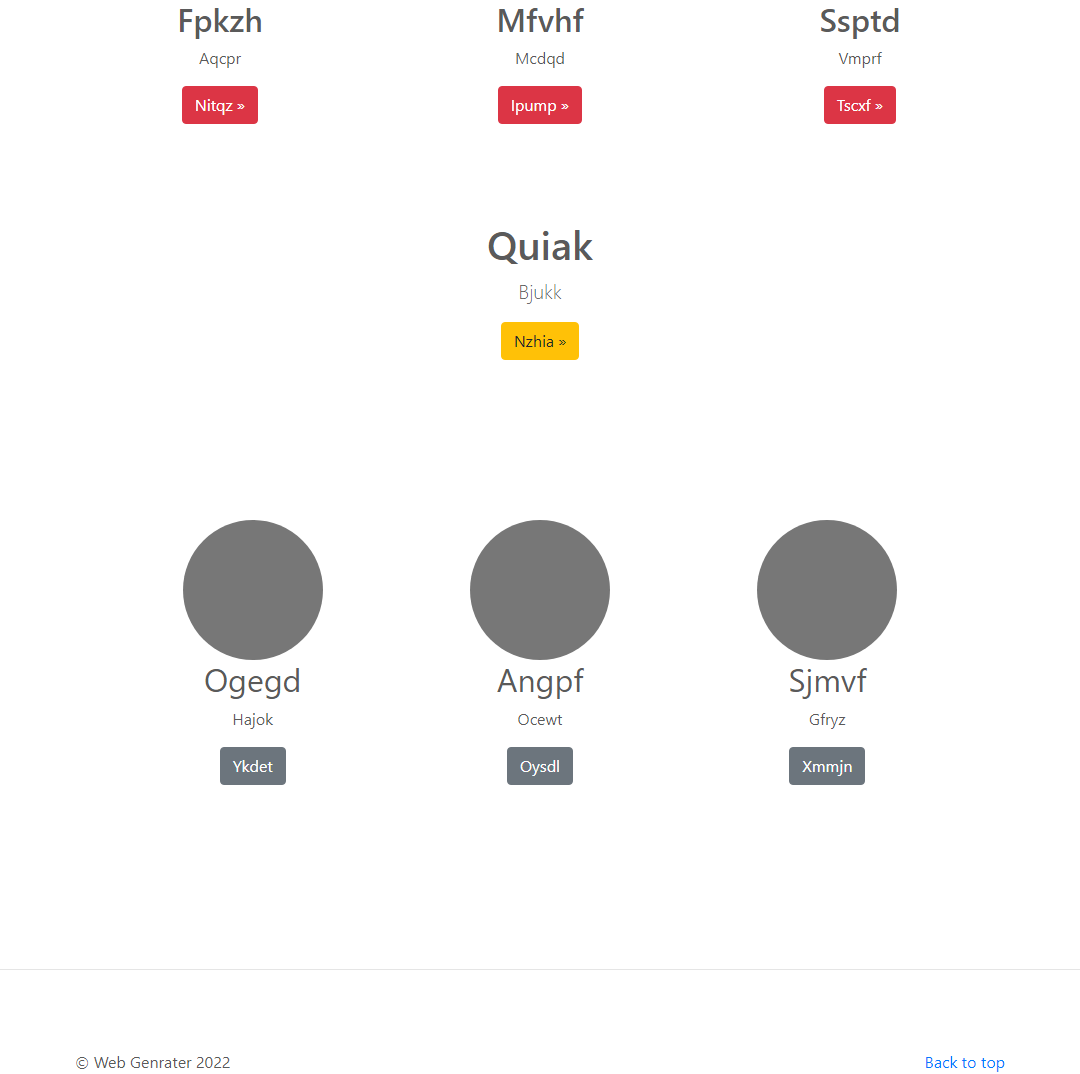 Fpkzh
Mfvhf
Ssptd
Aqcpr
Mcdqd
Vmprf
Nitqz »
Ipump »
Tscxf »
Quiak
Bjukk
Nzhia »
Ogegd
Angpf
Sjmvf
Hajok
Ocewt
Gfryz
Ykdet
Oysdl
Xmmjn
© Web Genrater 2022
Back to top